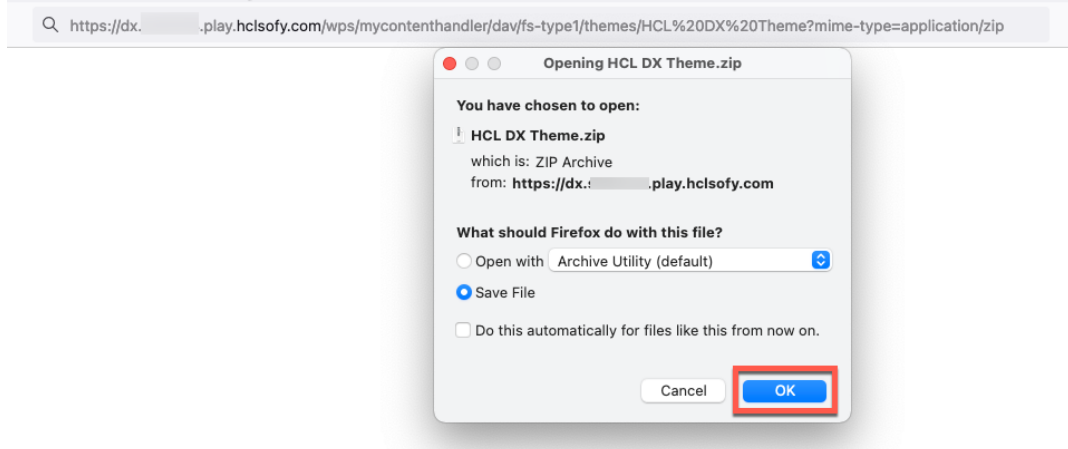 https://dx. .play.hclsofy.com/wps/mycontenthandler/dav/fs-type1/themes/HCL%20DX%20Theme?mime-type=application/zip
Opening HCL DX Theme.zip
You have chosen to open:
HCL DX Theme.zip
which is: ZIP Archive
from: https://dx.s .play.hclsofy.com
What should Firefox do with this file?
Open with Archive Utility (default)
Save File
Do this automatically for files like this from now on.
Cancel OK